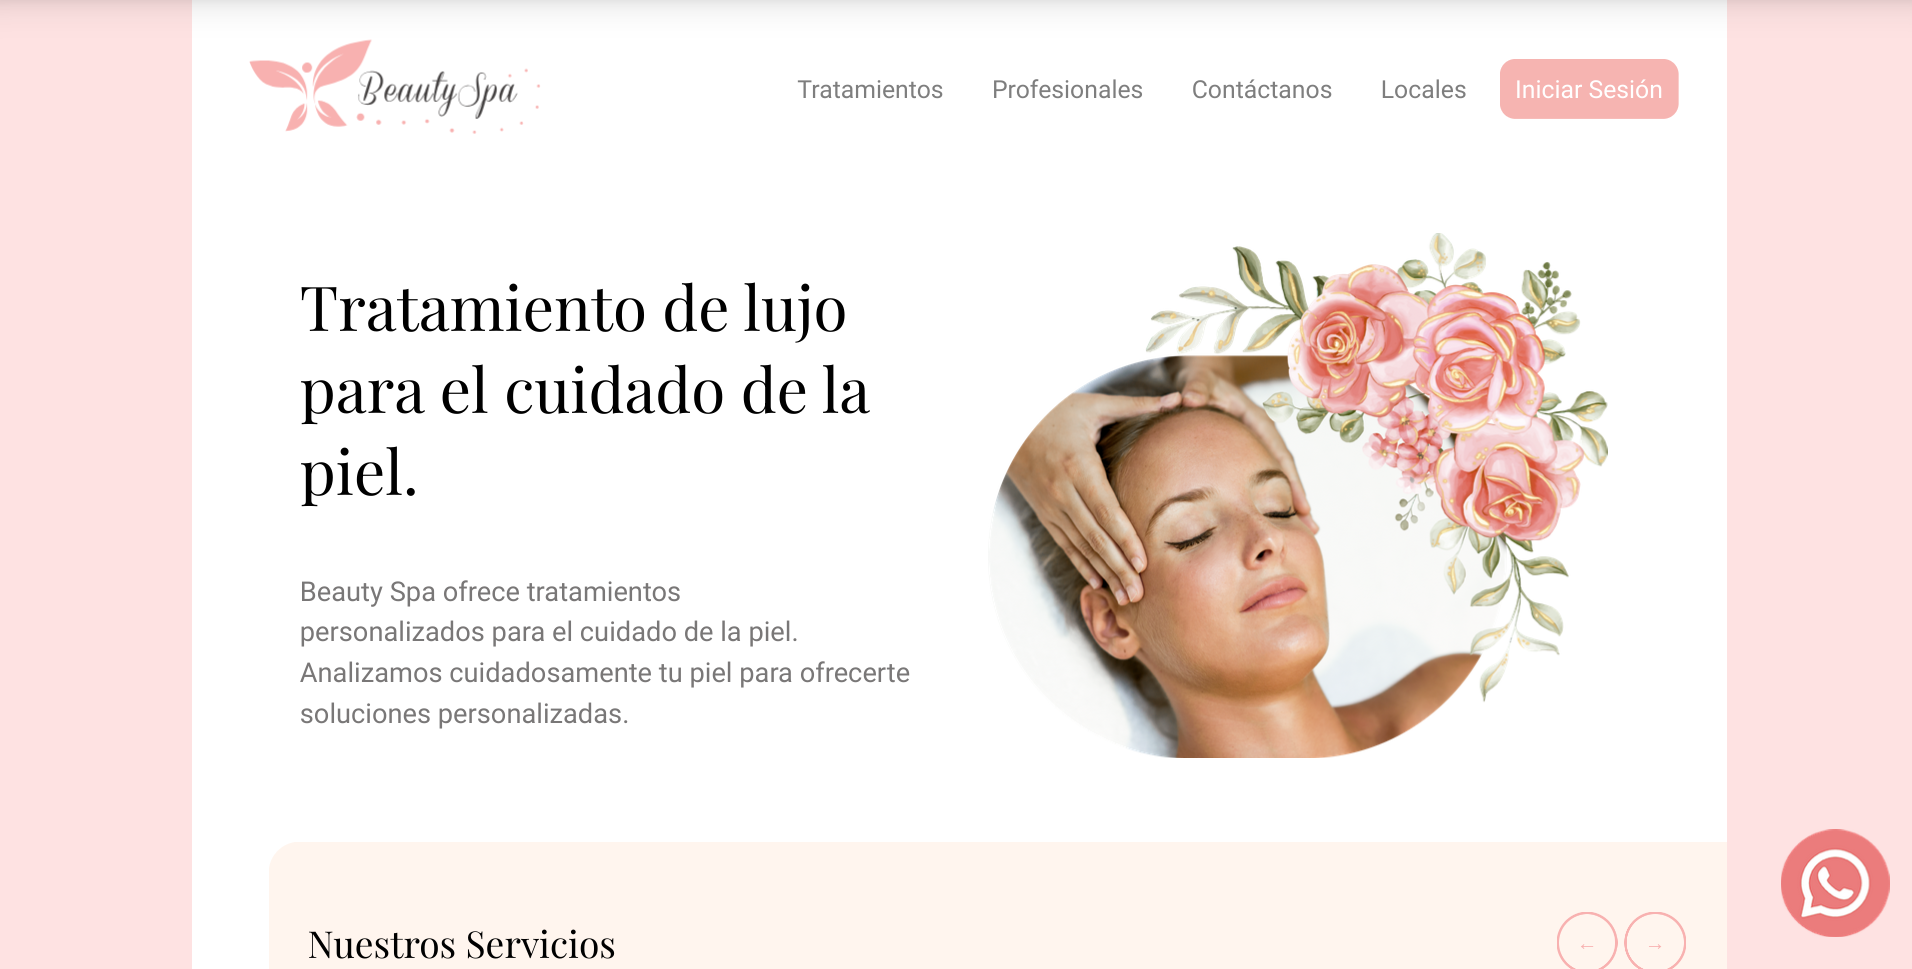 Beauty Spa
Tratamientos
Profesionales
Contáctanos
Locales
Iniciar Sesión
Tratamiento de lujo
para el cuidado de la
piel.
Beauty Spa ofrece tratamientos
personalizados para el cuidado de la piel.
Analizamos cuidadosamente tu piel para ofrecerte
soluciones personalizadas.
Nuestros Servicios
← →